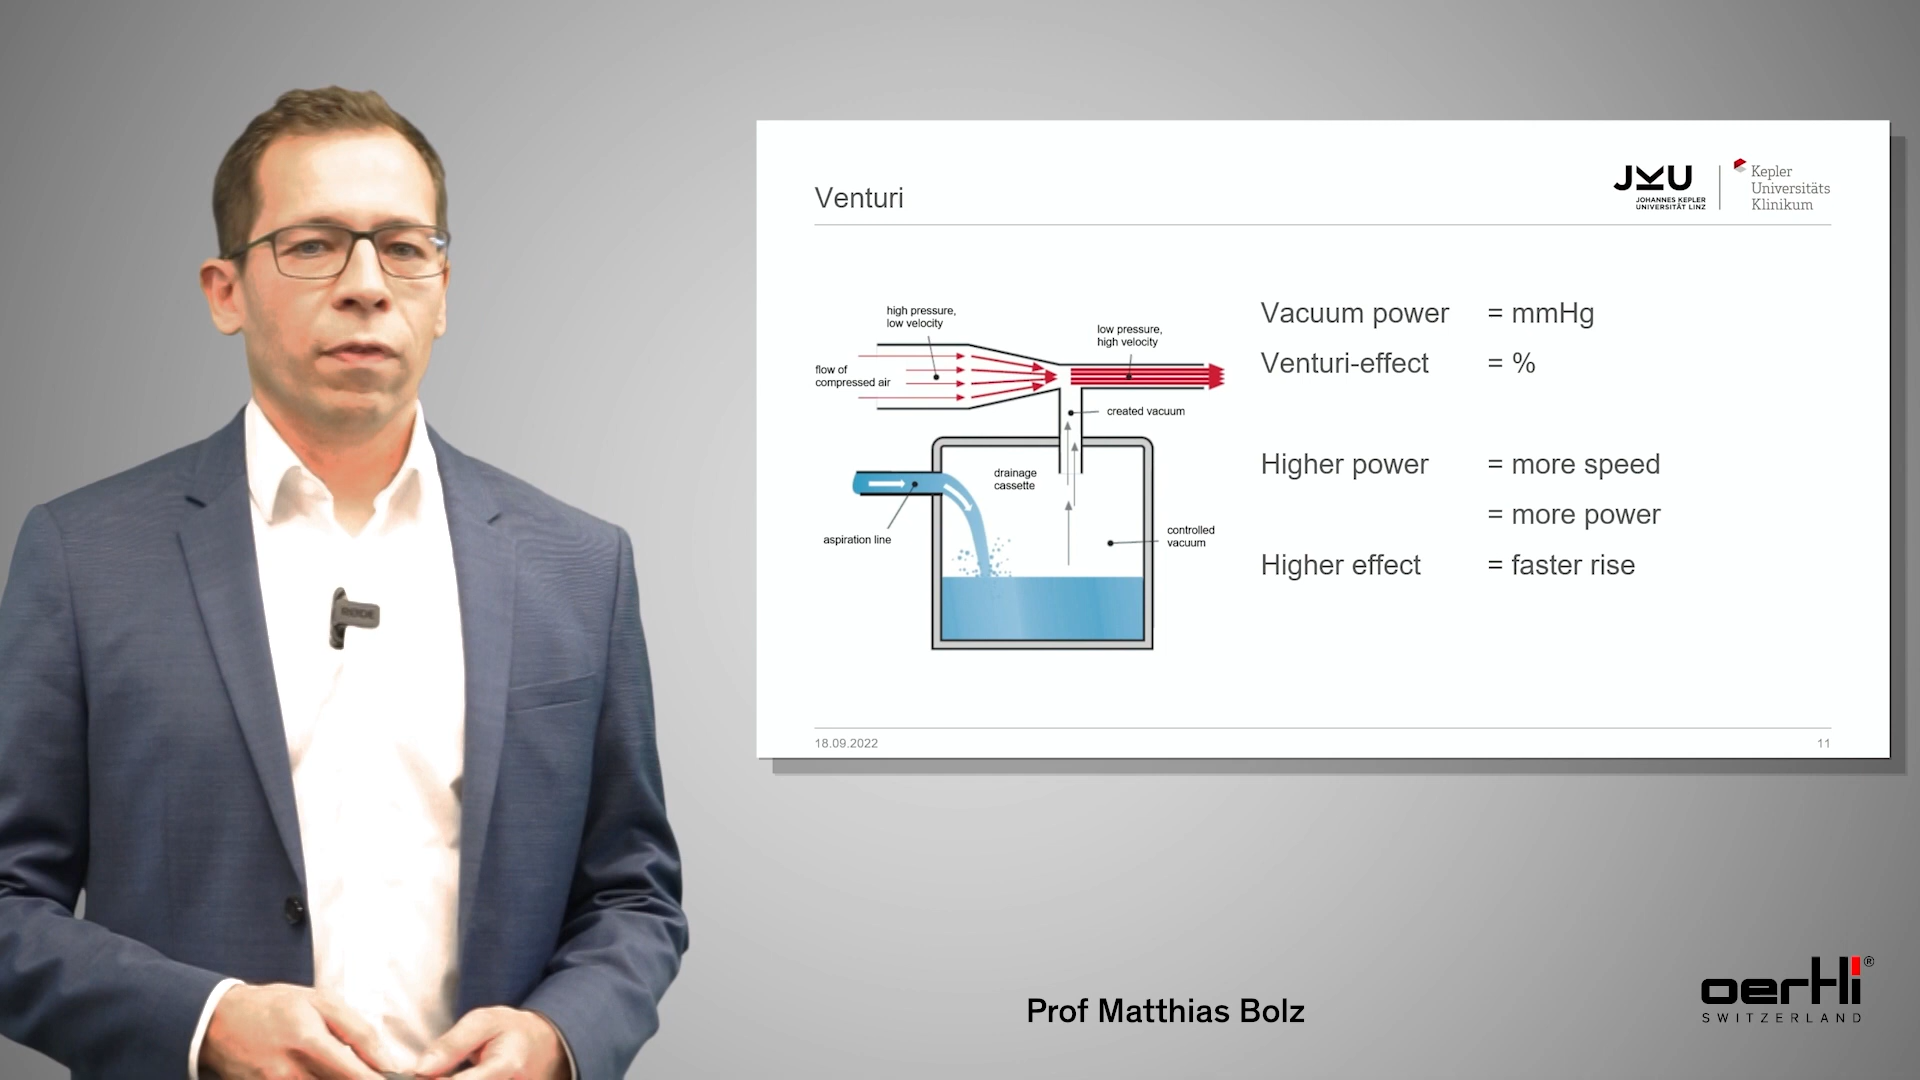 Venturi
JKU
JOHANNES KEPLER
UNIVERSITÄT LINZ
Kepler
Universitäts
Klinikum
high pressure,
low velocity
low pressure,
high velocity
flow of
compressed air
created vacuum
drainage
cassette
aspiration line
controlled
vacuum
Vacuum power = mmHg
Venturi-effect = %
Higher power = more speed
= more power
Higher effect = faster rise
18.09.2022
11
RODE
Prof Matthias Bolz
oertli®
SWITZERLAND